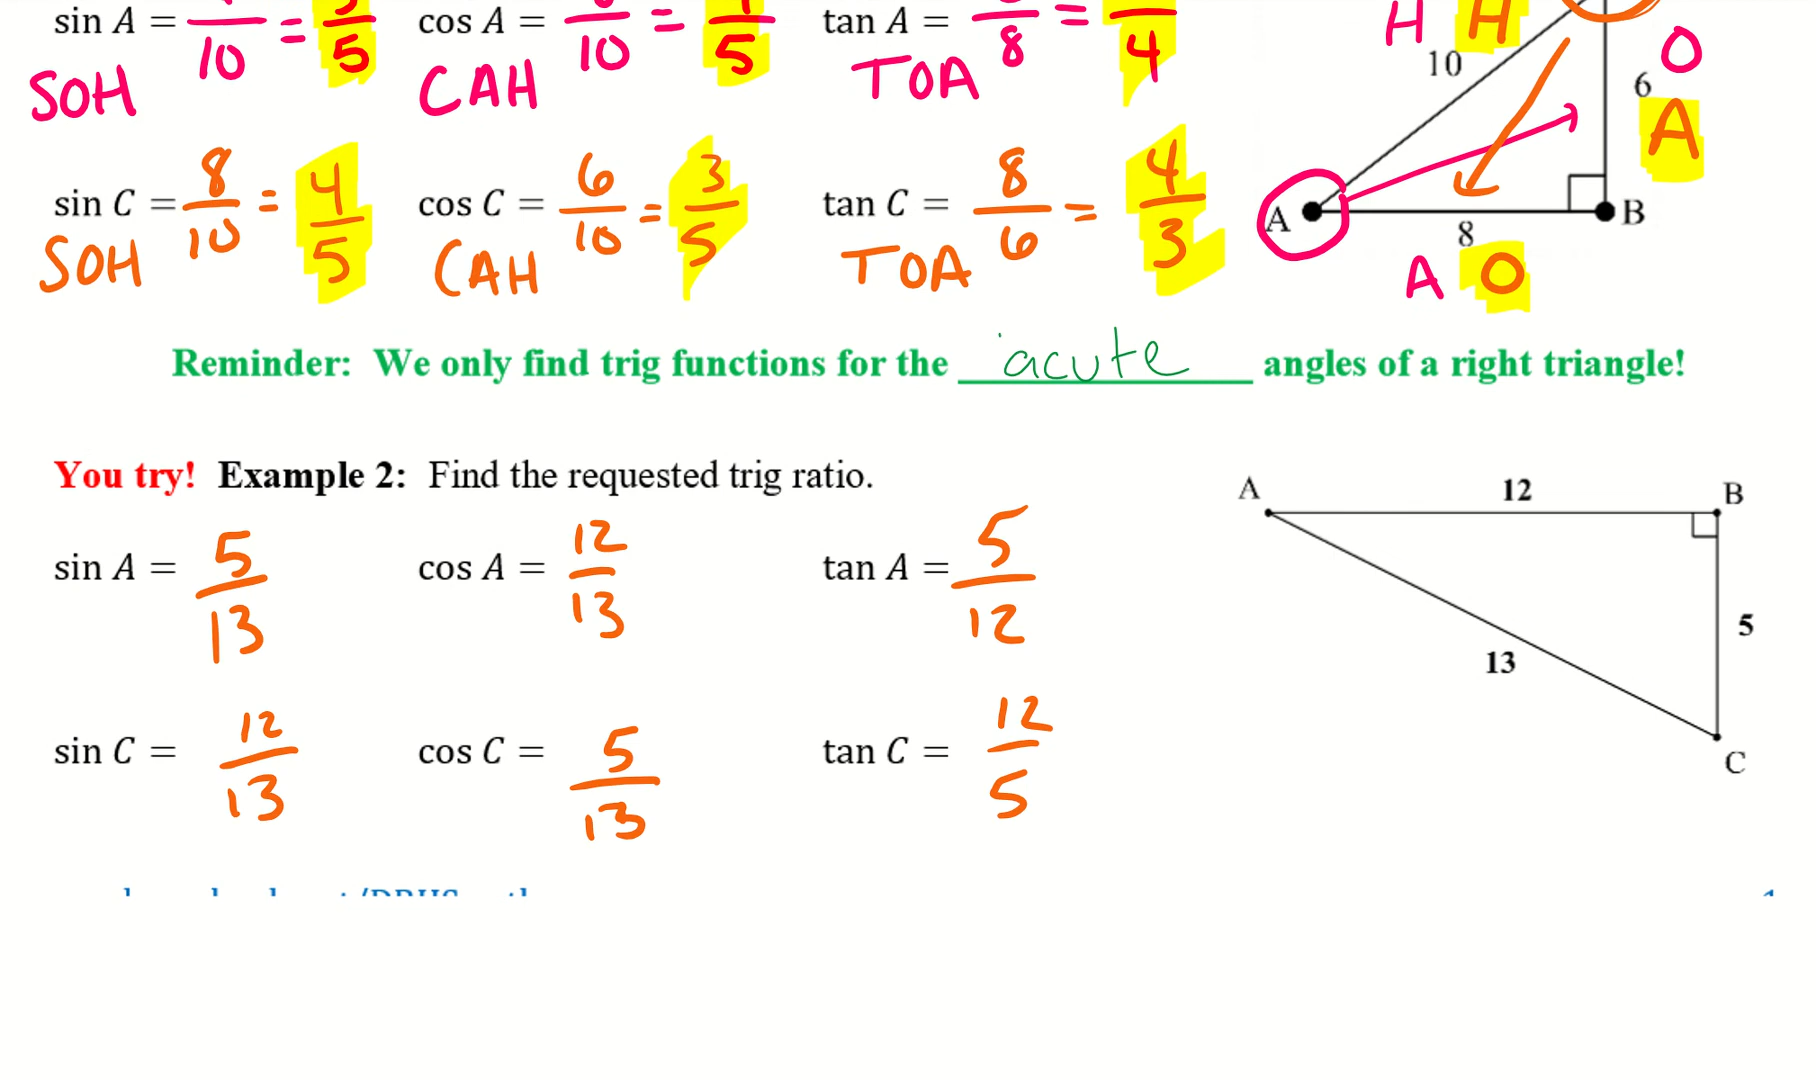 sin A = /10 = 3/5 cos A = /10 = /5 tan A = /8 = /4 H H
10 O
SOH CAH TOA 6
A
sin C = 8/10 = 4/5 cos C = 6/10 = 3/5 tan C = 8/6 = 4/3 A B
SOH CAH TOA 8
A O
Reminder: We only find trig functions for the acute angles of a right triangle!
You try! Example 2: Find the requested trig ratio. A 12 B
sin A = 5/13 cos A = 12/13 tan A = 5/12
5
13
sin C = 12/13 cos C = 5/13 tan C = 12/5 C